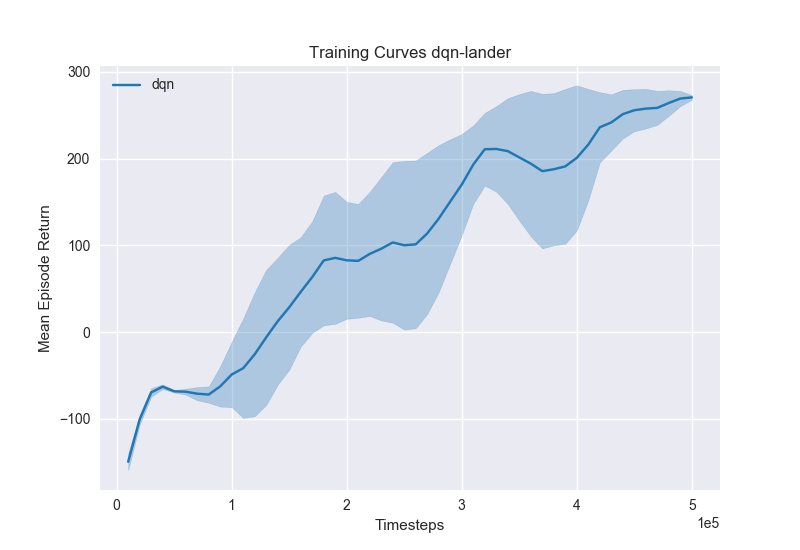 Training Curves dqn-lander
dqn
300
200
100
0
−100
Mean Episode Return
0 1 2 3 4 5
1e5
Timesteps